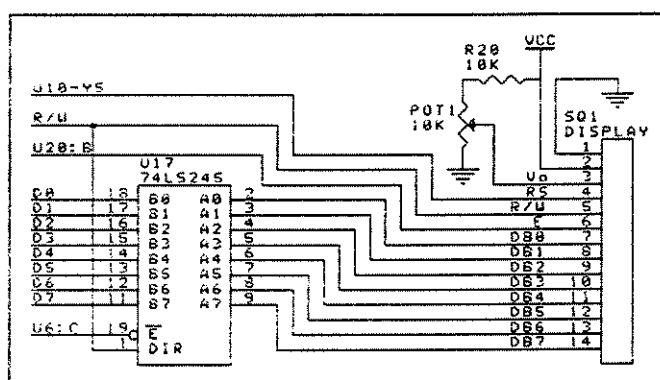 VCC
R20
10K
U10-Y5
POT1
10K
R/W
SQ1
DISPLAY
U20:B
U17
74LS245
1
2
Vo 3
RS 4
R/W 5
E 6
D0 18 B0 A0 2 DB0 7
D1 17 B1 A1 3 DB1 8
D2 16 B2 A2 4 DB2 9
D3 15 B3 A3 5 DB3 10
D4 14 B4 A4 6 DB4 11
D5 13 B5 A5 7 DB5 12
D6 12 B6 A6 8 DB6 13
D7 11 B7 A7 9 DB7 14
U6:C 19 E
1 DIR